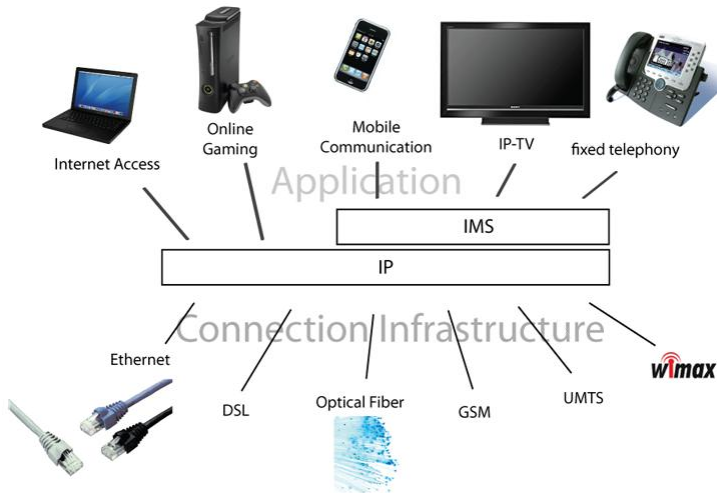 Online
Gaming
Mobile
Communication
IP-TV
fixed telephony
Internet Access
Application
IMS
IP
Connection Infrastructure
Ethernet
wimax
DSL
Optical Fiber
GSM
UMTS